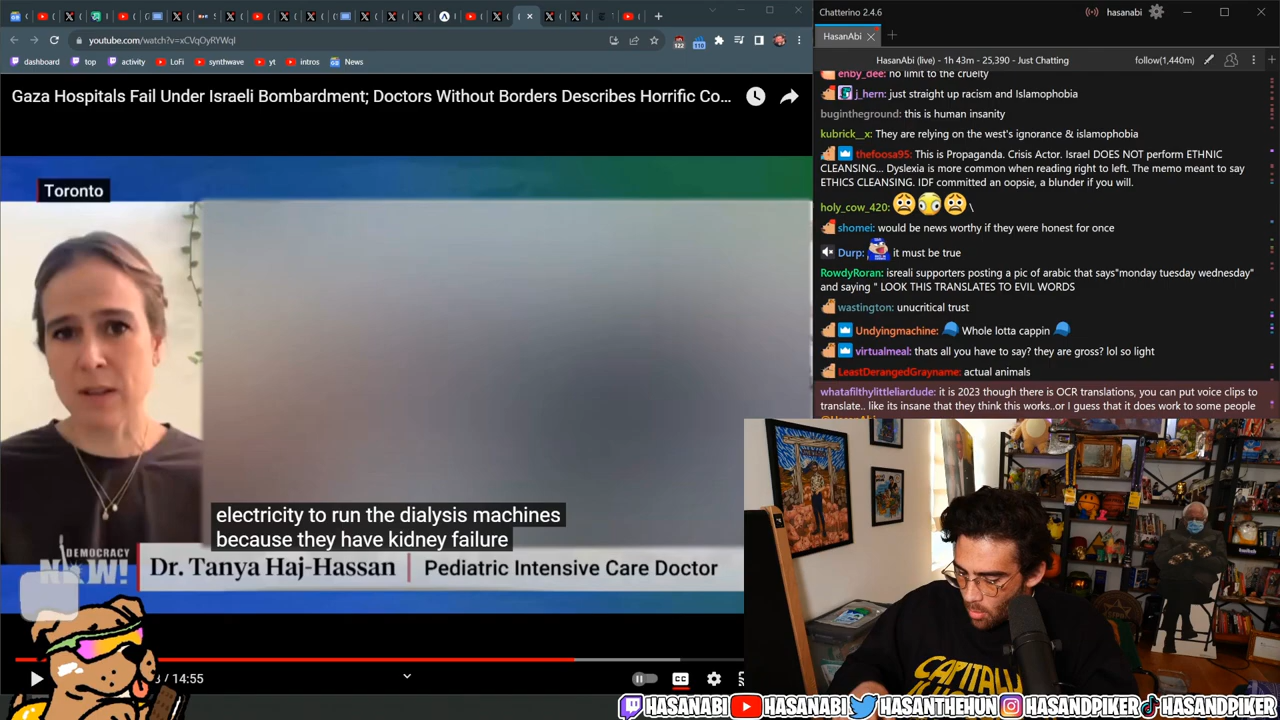 youtube.com/watch?v=xCVqOyRYWqI
dashboard
top
activity
LoFi
synthwave
yt
intros
News
Gaza Hospitals Fail Under Israeli Bombardment; Doctors Without Borders Describes Horrific Co...
Toronto
electricity to run the dialysis machines
because they have kidney failure
DEMOCRACY
NOW!
Dr. Tanya Haj-Hassan
Pediatric Intensive Care Doctor
/ 14:55
Chatterino 2.4.6
hasanabi
HasanAbi
HasanAbi (live) - 1h 43m - 25,390 - Just Chatting
follow(1,440m)
enby_dee: no limit to the cruelty
j_hern: just straight up racism and Islamophobia
bugintheground: this is human insanity
kubrick__x: They are relying on the west's ignorance & islamophobia
thefoosa95: This is Propaganda. Crisis Actor. Israel DOES NOT perform ETHNIC
CLEANSING... Dyslexia is more common when reading right to left. The memo meant to say
ETHICS CLEANSING. IDF committed an oopsie, a blunder if you will.
holy_cow_420: \
shomei: would be news worthy if they were honest for once
Durp: it must be true
RowdyRoran: isreali supporters posting a pic of arabic that says"monday tuesday wednesday"
and saying " LOOK THIS TRANSLATES TO EVIL WORDS
wastington: unucritical trust
Undyingmachine: Whole lotta cappin
virtualmeal: thats all you have to say? they are gross? lol so light
LeastDerangedGrayname: actual animals
whatafilthylittleliardude: it is 2023 though there is OCR translations, you can put voice clips to
translate.. like its insane that they think this works..or I guess that it does work to some people
HASANABI
HASANABI
HASANTHEHUN
HASANDPIKER
HASANDPIKER